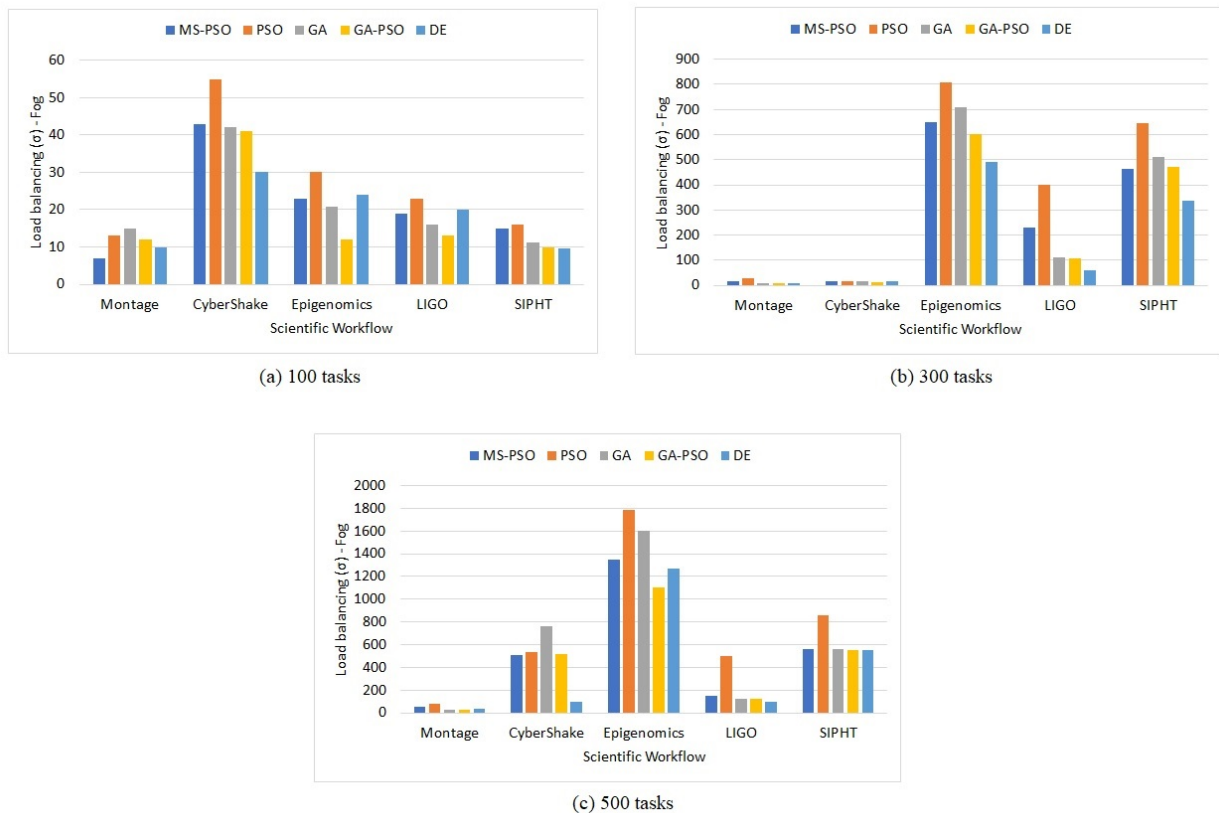 MS-PSO PSO GA GA-PSO DE
60
50
40
30
20
10
0
Load balancing (σ) - Fog
Montage CyberShake Epigenomics LIGO SIPHT
Scientific Workflow
(a) 100 tasks
MS-PSO PSO GA GA-PSO DE
900
800
700
600
500
400
300
200
100
0
Load balancing (σ) - Fog
Montage CyberShake Epigenomics LIGO SIPHT
Scientific Workflow
(b) 300 tasks
MS-PSO PSO GA GA-PSO DE
2000
1800
1600
1400
1200
1000
800
600
400
200
0
Load balancing (σ) - Fog
Montage CyberShake Epigenomics LIGO SIPHT
Scientific Workflow
(c) 500 tasks